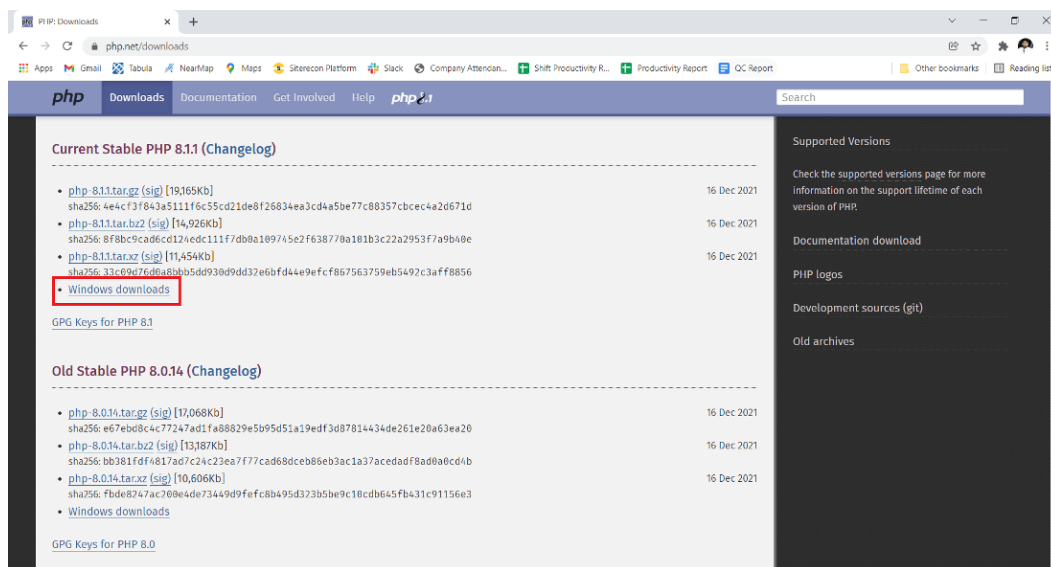 PHP: Downloads
php.net/downloads
Apps Gmail Tabula NearMap Maps Siterecon Platform Slack Company Attendan... Shift Productivity R... Productivity Report QC Report Other bookmarks Reading list
php Downloads Documentation Get Involved Help php8.1 Search
Current Stable PHP 8.1.1 (Changelog)
php-8.1.1.tar.gz (sig) [19,165Kb] 16 Dec 2021
sha256: 4e4cf3f843a5111f6c55cd21de8f26834ea3cd4a5be77c88357cbcec4a2d671d
php-8.1.1.tar.bz2 (sig) [14,926Kb] 16 Dec 2021
sha256: 8f8bc9cad6cd124edc111f7db0a109745e2f638770a101b3c22a2953f7a9b40e
php-8.1.1.tar.xz (sig) [11,454Kb] 16 Dec 2021
sha256: 33c09d76d0a8bbb5dd930d9dd32e6bfd44e9efcf867563759eb5492c3aff8856
Windows downloads
GPG Keys for PHP 8.1
Old Stable PHP 8.0.14 (Changelog)
php-8.0.14.tar.gz (sig) [17,068Kb] 16 Dec 2021
sha256: e67ebd8c4c77247ad1fa88829e5b95d51a19edf3d87814434de261e20a63ea20
php-8.0.14.tar.bz2 (sig) [13,187Kb] 16 Dec 2021
sha256: bb381fdf4817ad7c24c23ea7f77cad68dceb86eb3ac1a37acedadf8ad0a0cd4b
php-8.0.14.tar.xz (sig) [10,606Kb] 16 Dec 2021
sha256: fbde8247ac200e4de73449d9fefc8b495d323b5be9c10cdb645fb431c91156e3
Windows downloads
GPG Keys for PHP 8.0
Supported Versions
Check the supported versions page for more
information on the support lifetime of each
version of PHP.
Documentation download
PHP logos
Development sources (git)
Old archives